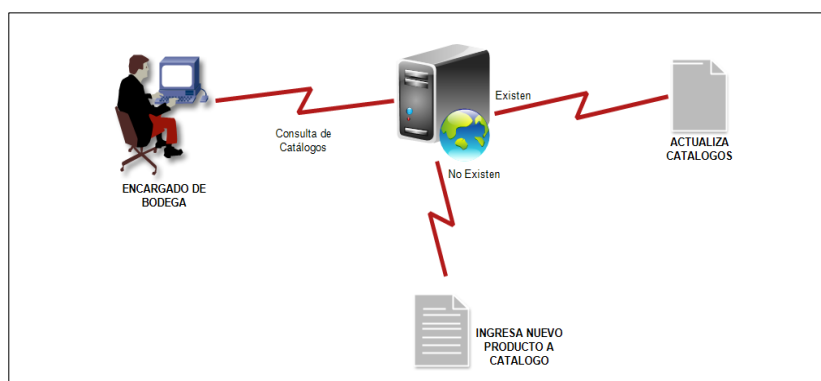 Consulta de
Catálogos
ENCARGADO DE
BODEGA
Existen
ACTUALIZA
CATALOGOS
No Existen
INGRESA NUEVO
PRODUCTO A
CATALOGO